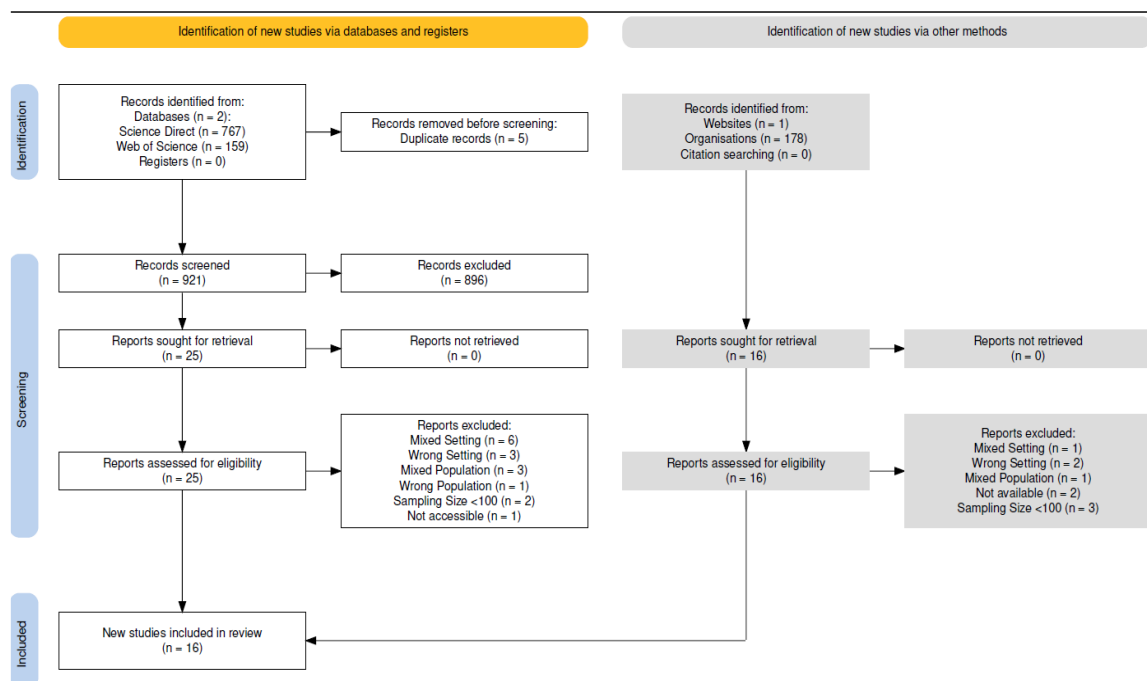 Identification of new studies via databases and registers
Identification of new studies via other methods
Identification
Records identified from:
Databases (n = 2):
Science Direct (n = 767)
Web of Science (n = 159)
Registers (n = 0)
Records removed before screening:
Duplicate records (n = 5)
Records identified from:
Websites (n = 1)
Organisations (n = 178)
Citation searching (n = 0)
Screening
Records screened
(n = 921)
Records excluded
(n = 896)
Reports sought for retrieval
(n = 25)
Reports not retrieved
(n = 0)
Reports sought for retrieval
(n = 16)
Reports not retrieved
(n = 0)
Reports assessed for eligibility
(n = 25)
Reports excluded:
Mixed Setting (n = 6)
Wrong Setting (n = 3)
Mixed Population (n = 3)
Wrong Population (n = 1)
Sampling Size <100 (n = 2)
Not accessible (n = 1)
Reports assessed for eligibility
(n = 16)
Reports excluded:
Mixed Setting (n = 1)
Wrong Setting (n = 2)
Mixed Population (n = 1)
Not available (n = 2)
Sampling Size <100 (n = 3)
Included
New studies included in review
(n = 16)